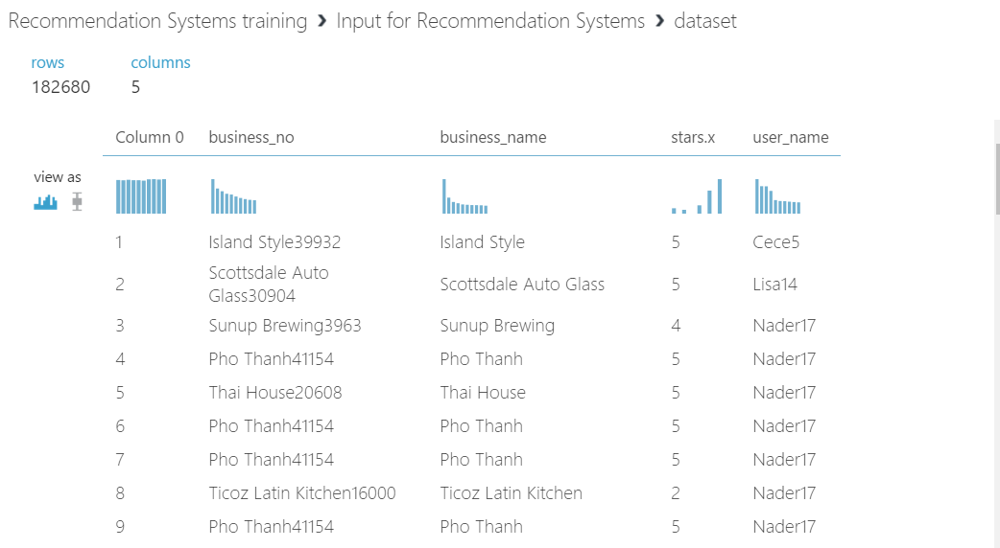 Recommendation Systems training ❯ Input for Recommendation Systems ❯ dataset
rows columns
182680 5
Column 0 business_no business_name stars.x user_name
view as
1 Island Style39932 Island Style 5 Cece5
2 Scottsdale Auto Glass30904 Scottsdale Auto Glass 5 Lisa14
3 Sunup Brewing3963 Sunup Brewing 4 Nader17
4 Pho Thanh41154 Pho Thanh 5 Nader17
5 Thai House20608 Thai House 5 Nader17
6 Pho Thanh41154 Pho Thanh 5 Nader17
7 Pho Thanh41154 Pho Thanh 5 Nader17
8 Ticoz Latin Kitchen16000 Ticoz Latin Kitchen 2 Nader17
9 Pho Thanh41154 Pho Thanh 5 Nader17